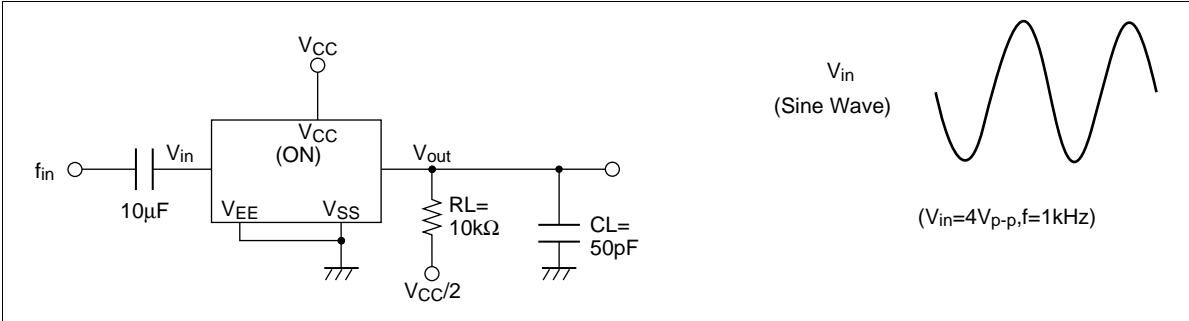 VCC
VCC
(ON)
fin
10μF
Vin
VEE
VSS
Vout
RL=
10kΩ
VCC/2
CL=
50pF
Vin
(Sine Wave)
(Vin=4Vp-p,f=1kHz)